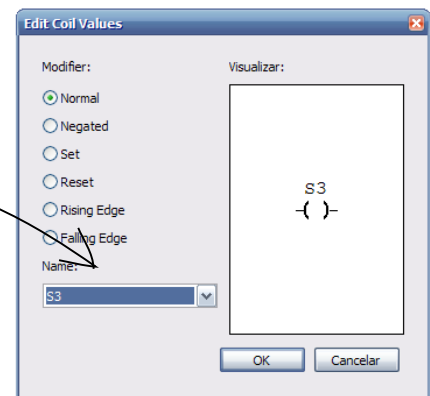 Edit Coil Values
Modifier:
Normal
Negated
Set
Reset
Rising Edge
Falling Edge
Name:
S3
Visualizar:
S3
-( )-
OK
Cancelar